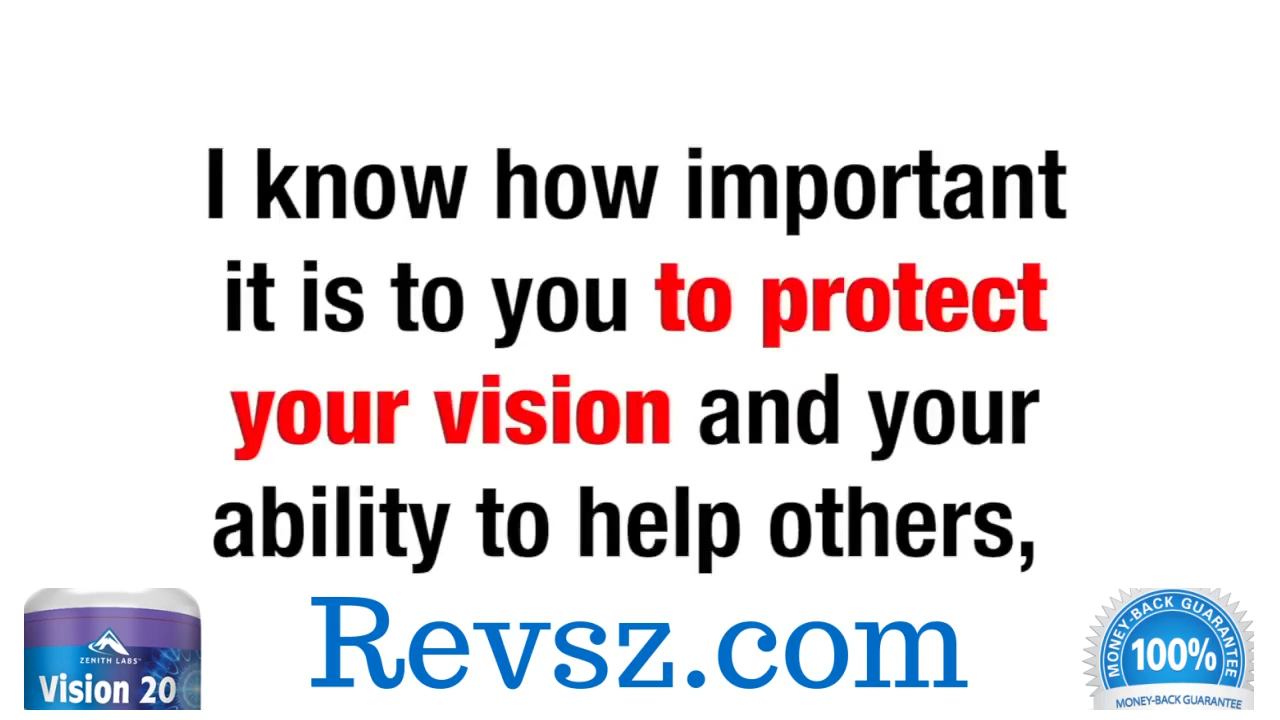 I know how important
it is to you to protect
your vision and your
ability to help others,
Revsz.com
ZENITH LABS™
Vision 20
MONEY-BACK GUARANTEE
100%
MONEY-BACK GUARANTEE